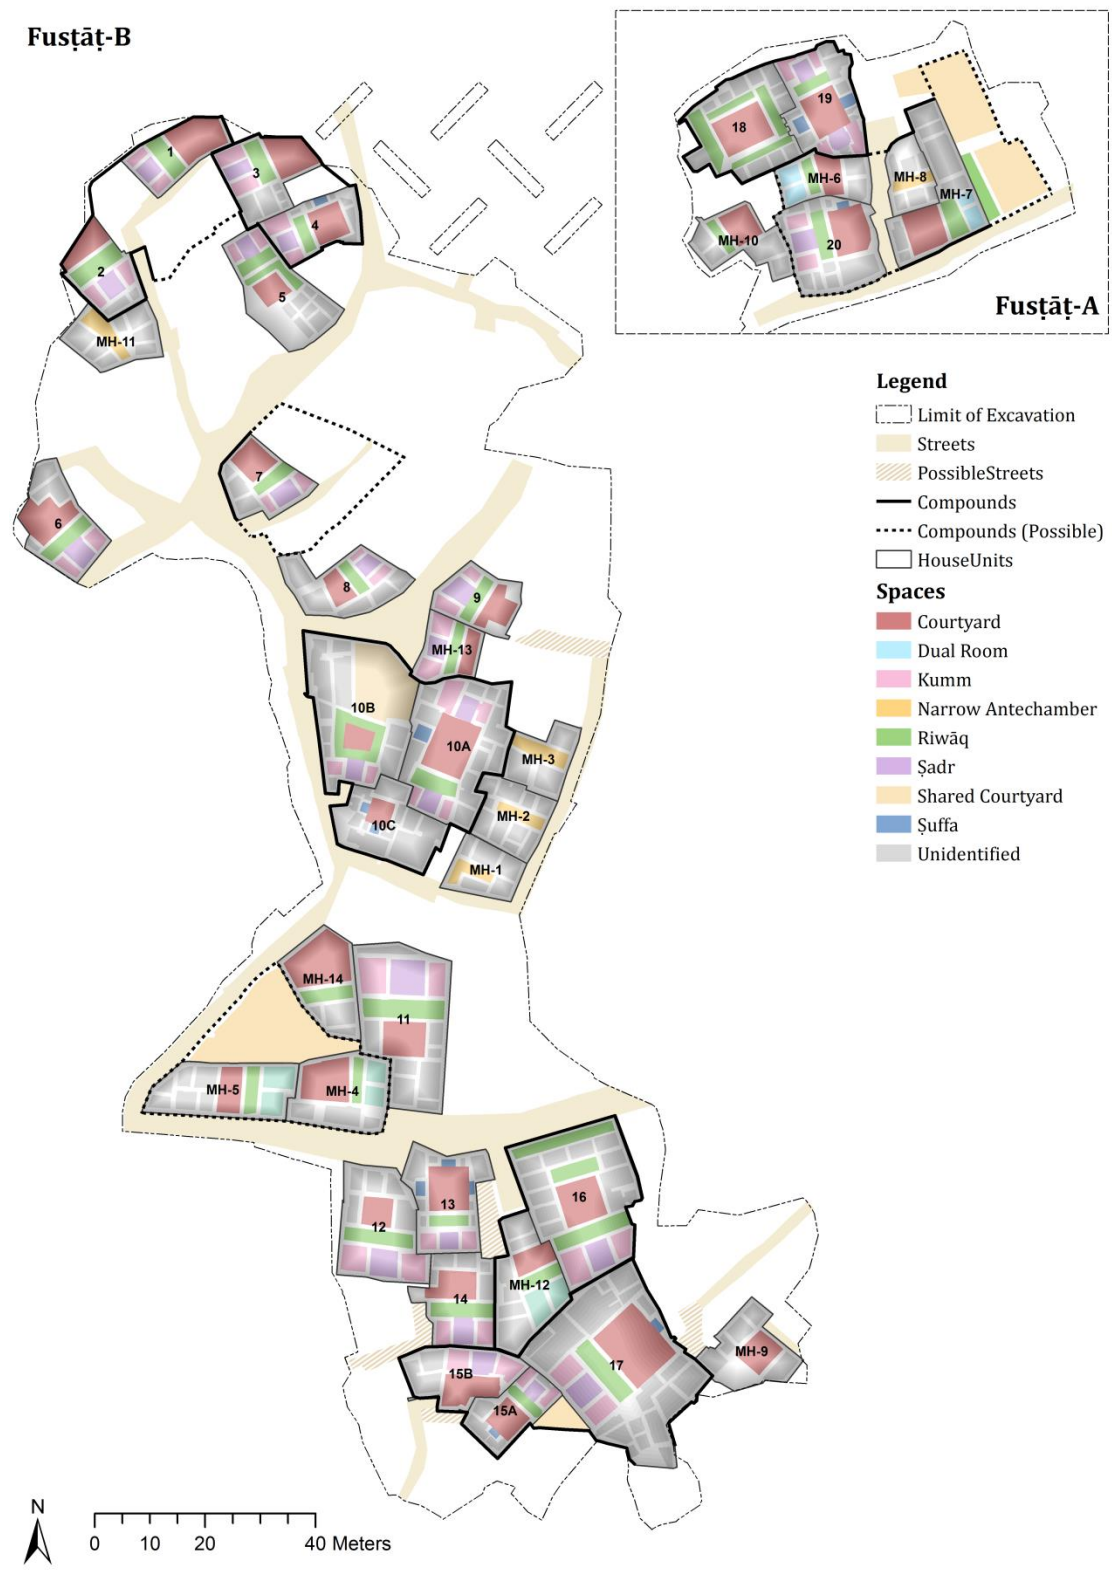 Fusṭāṭ-B
1
3
4
2
5
MH-11
7
6
8
9
MH-13
10B
10A
MH-3
MH-2
10C
MH-1
MH-14
11
MH-5
MH-4
13
16
12
MH-12
14
17
MH-9
15B
15A
19
18
MH-6
MH-8
MH-7
MH-10
20
Fusṭāṭ-A
Legend
Limit of Excavation
Streets
PossibleStreets
Compounds
Compounds (Possible)
HouseUnits
Spaces
Courtyard
Dual Room
Kumm
Narrow Antechamber
Riwāq
Ṣadr
Shared Courtyard
Ṣuffa
Unidentified
N
0 10 20 40 Meters